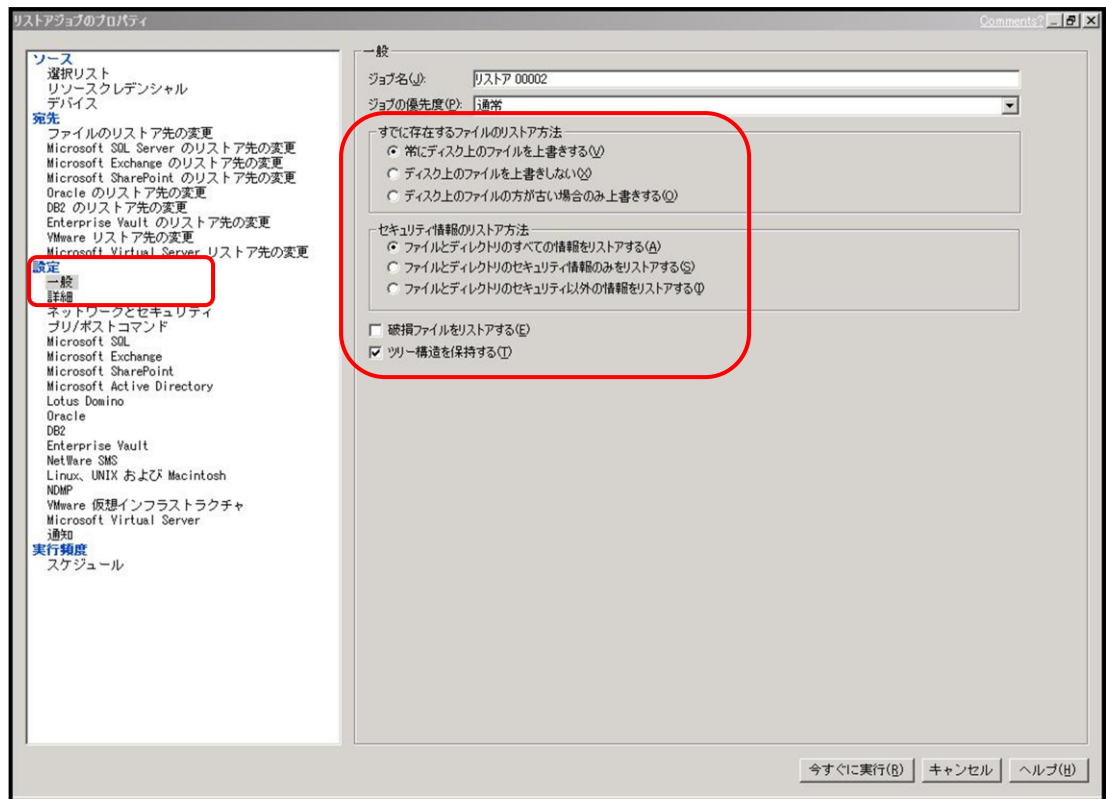 リストアジョブのプロパティ
Comments?
ソース
選択リスト
リソースクレデンシャル
デバイス
宛先
ファイルのリストア先の変更
Microsoft SQL Server のリストア先の変更
Microsoft Exchange のリストア先の変更
Microsoft SharePoint のリストア先の変更
Oracle のリストア先の変更
DB2 のリストア先の変更
Enterprise Vault のリストア先の変更
VMware リストア先の変更
Microsoft Virtual Server リストア先の変更
設定
一般
詳細
ネットワークとセキュリティ
プリ/ポストコマンド
Microsoft SQL
Microsoft Exchange
Microsoft SharePoint
Microsoft Active Directory
Lotus Domino
Oracle
DB2
Enterprise Vault
NetWare SMS
Linux、UNIX および Macintosh
NDMP
VMware 仮想インフラストラクチャ
Microsoft Virtual Server
通知
実行頻度
スケジュール
一般
ジョブ名(J): リストア 00002
ジョブの優先度(P): 通常
すでに存在するファイルのリストア方法
常にディスク上のファイルを上書きする(V)
ディスク上のファイルを上書きしない(X)
ディスク上のファイルの方が古い場合のみ上書きする(O)
セキュリティ情報のリストア方法
ファイルとディレクトリのすべての情報をリストアする(A)
ファイルとディレクトリのセキュリティ情報のみをリストアする(S)
ファイルとディレクトリのセキュリティ以外の情報をリストアする(I)
破損ファイルをリストアする(E)
ツリー構造を保持する(T)
今すぐに実行(R) キャンセル ヘルプ(H)